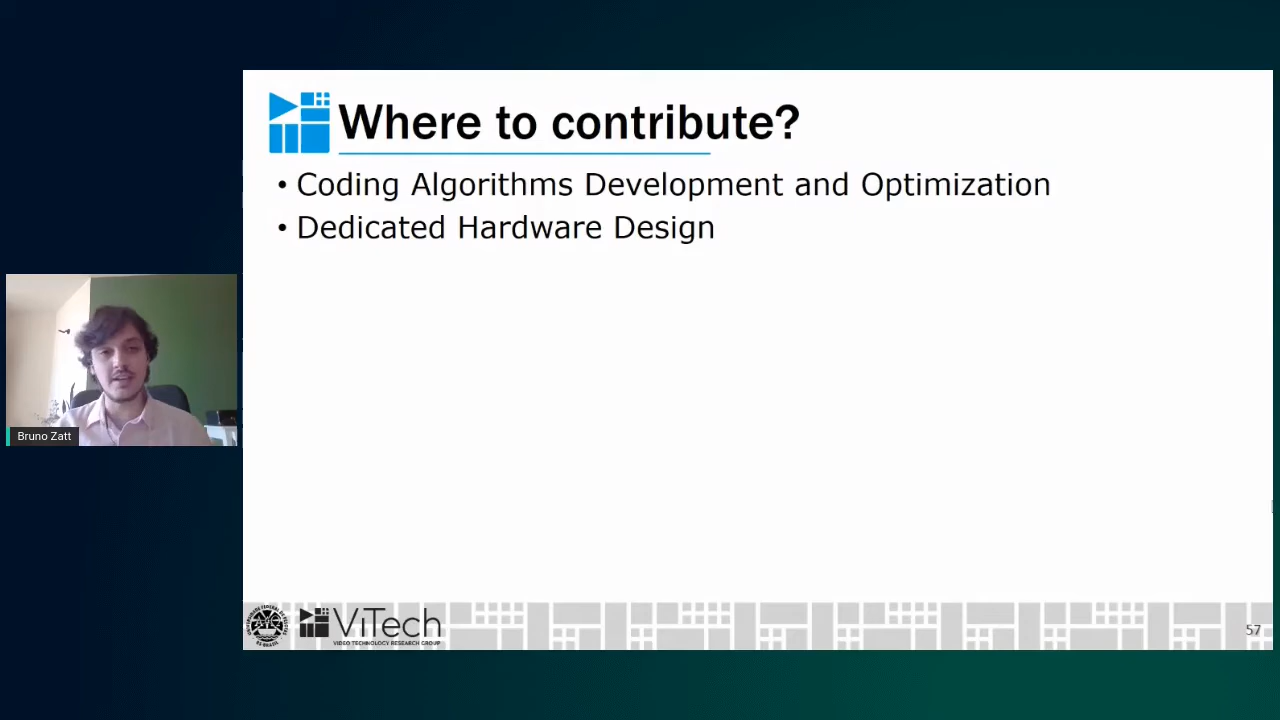 Where to contribute?
• Coding Algorithms Development and Optimization
• Dedicated Hardware Design
Bruno Zatt
ViTech
VIDEO TECHNOLOGY RESEARCH GROUP
57